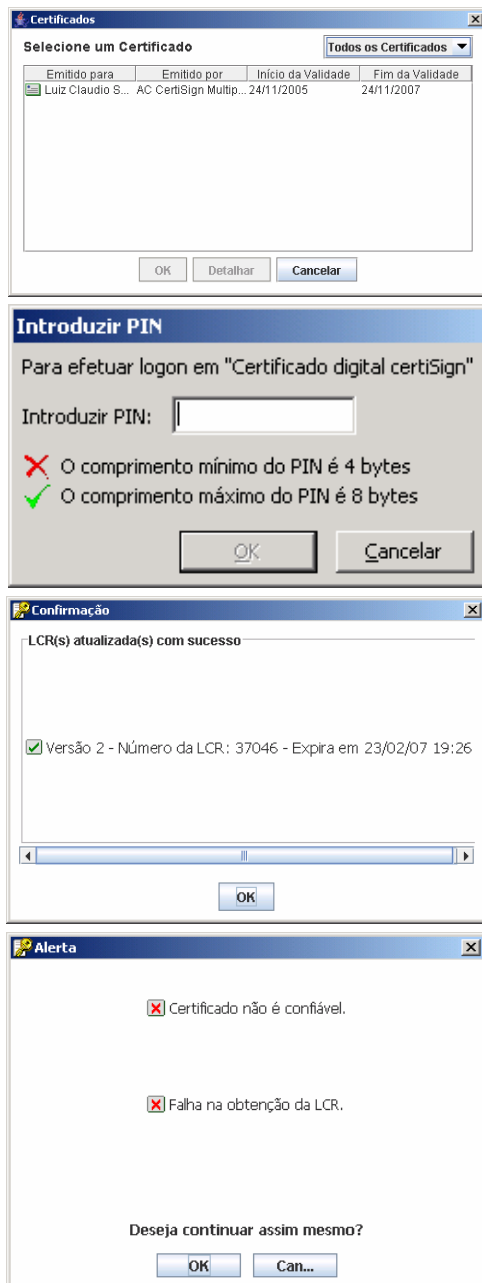 Certificados
Selecione um Certificado
Todos os Certificados
Emitido para Emitido por Início da Validade Fim da Validade
Luiz Claudio S... AC CertiSign Multip... 24/11/2005 24/11/2007
OK Detalhar Cancelar
Introduzir PIN
Para efetuar logon em "Certificado digital certiSign"
Introduzir PIN:
O comprimento mínimo do PIN é 4 bytes
O comprimento máximo do PIN é 8 bytes
OK Cancelar
Confirmação
LCR(s) atualizada(s) com sucesso
Versão 2 - Número da LCR: 37046 - Expira em 23/02/07 19:26
OK
Alerta
Certificado não é confiável.
Falha na obtenção da LCR.
Deseja continuar assim mesmo?
OK Can...